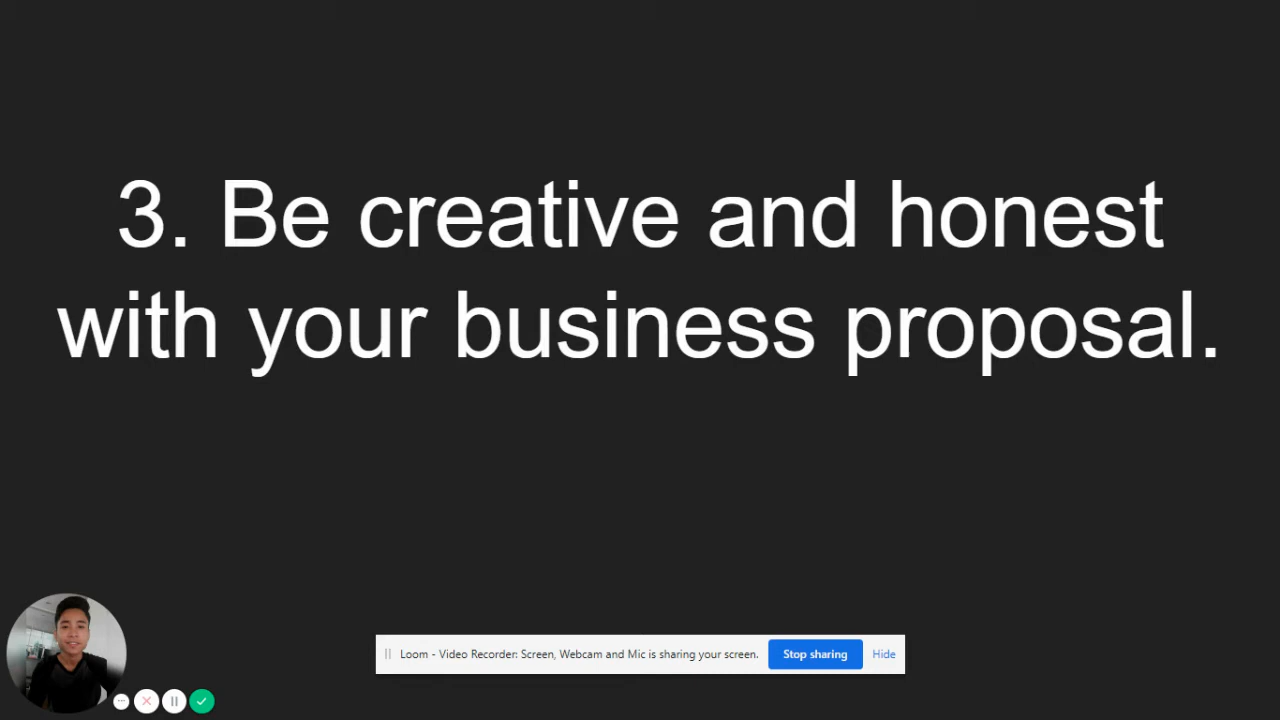 3. Be creative and honest
with your business proposal.
Loom - Video Recorder: Screen, Webcam and Mic is sharing your screen.
Stop sharing
Hide